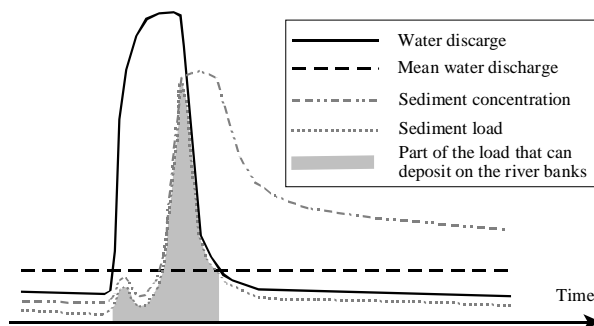 Water discarge
Mean water discharge
Sediment concentration
Sediment load
Part of the load that can
deposit on the river banks
Time